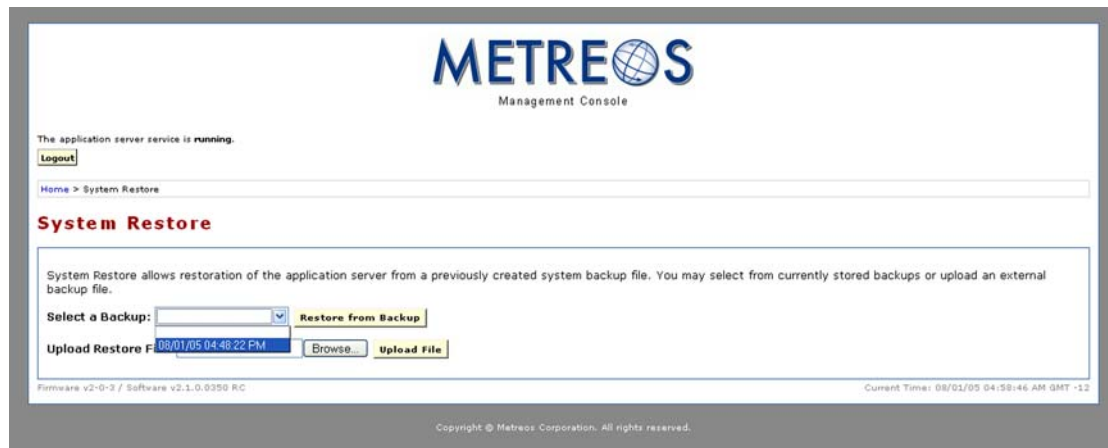 METREOS
Management Console
The application server service is running.
Logout
Home > System Restore
System Restore
System Restore allows restoration of the application server from a previously created system backup file. You may select from currently stored backups or upload an external
backup file.
Select a Backup: Restore from Backup
08/01/05 04:48:22 PM
Upload Restore F Browse... Upload File
Firmware v2-0-3 / Software v2.1.0.0350 RC Current Time: 08/01/05 04:58:46 AM GMT -12
Copyright © Metreos Corporation. All rights reserved.